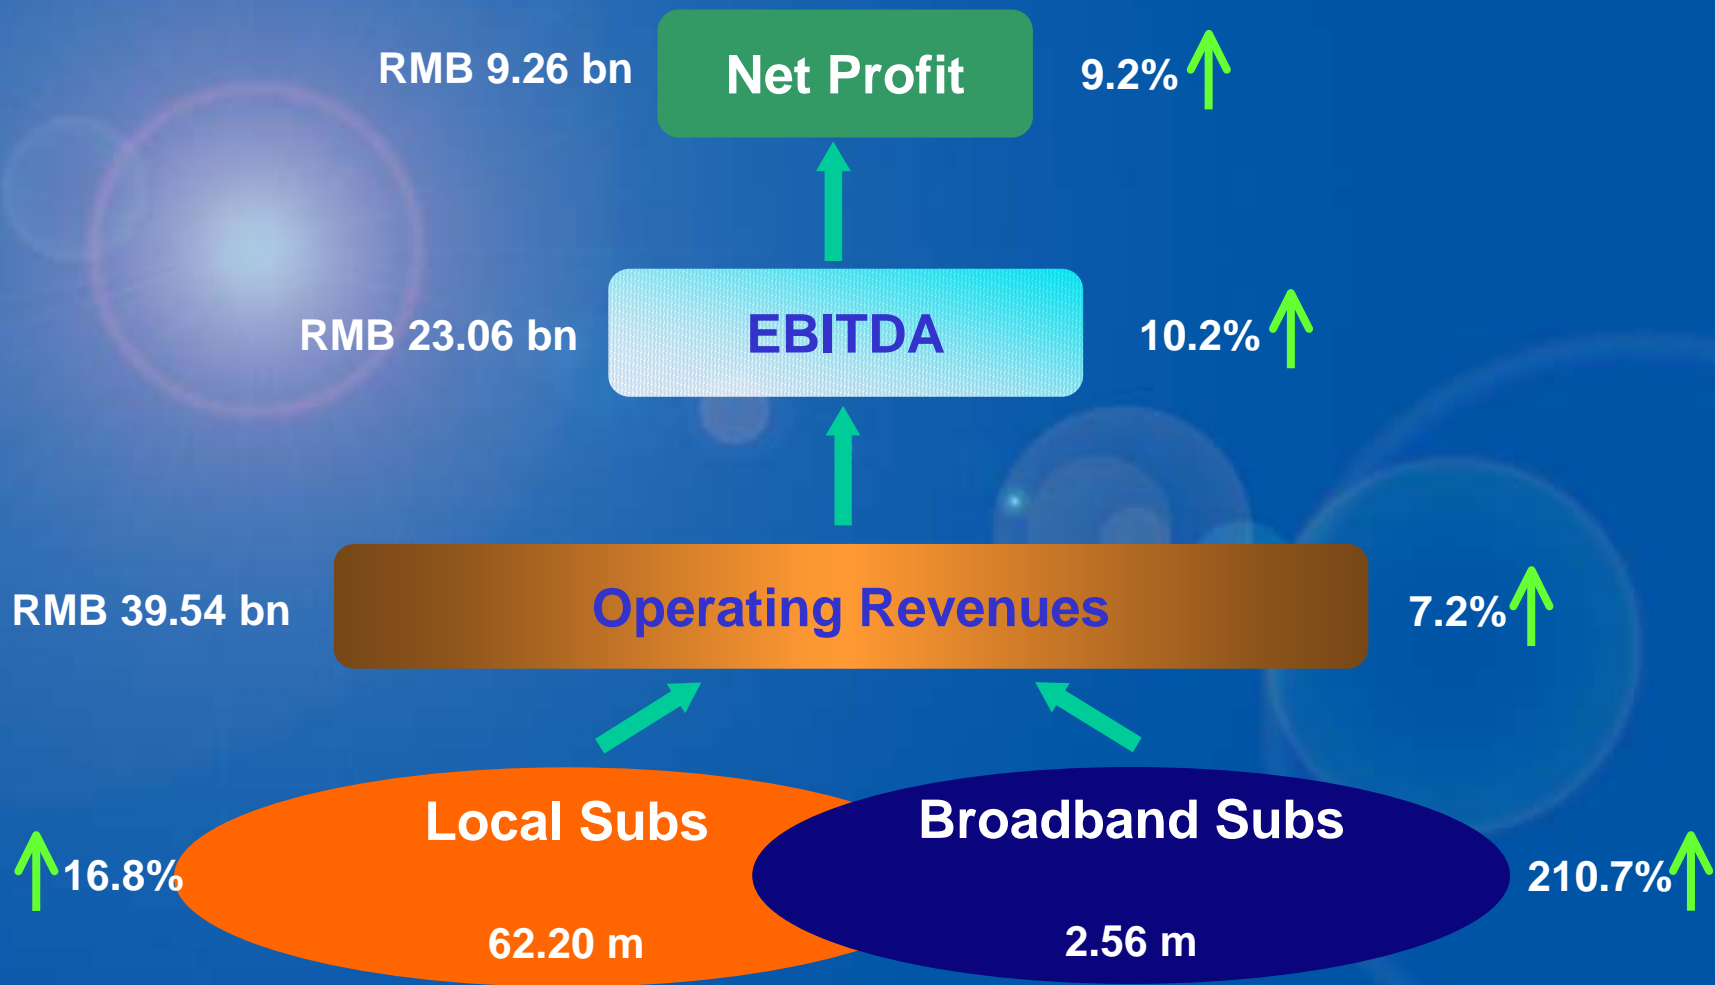 RMB 9.26 bn Net Profit 9.2%
RMB 23.06 bn EBITDA 10.2%
RMB 39.54 bn Operating Revenues 7.2%
Local Subs Broadband Subs
16.8% 210.7%
62.20 m 2.56 m